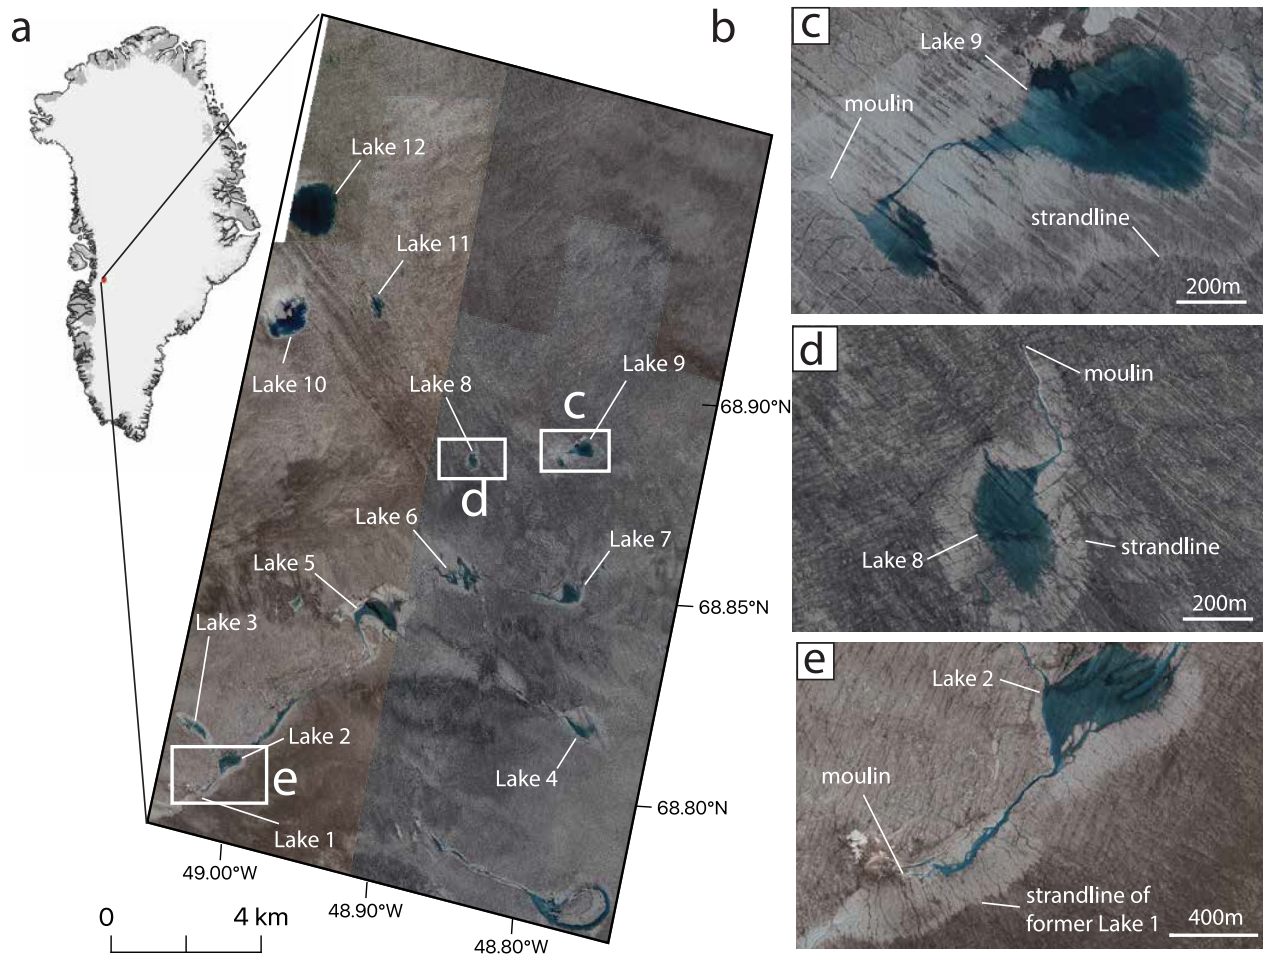 a
b
Lake 12
Lake 11
Lake 10
Lake 8
Lake 9
c
d
68.90°N
Lake 6
Lake 7
Lake 5
68.85°N
Lake 3
Lake 2
e
Lake 4
Lake 1
68.80°N
49.00°W
48.90°W
48.80°W
0 4 km
c
Lake 9
moulin
strandline
200m
d
moulin
Lake 8
strandline
200m
e
Lake 2
moulin
strandline of
former Lake 1
400m